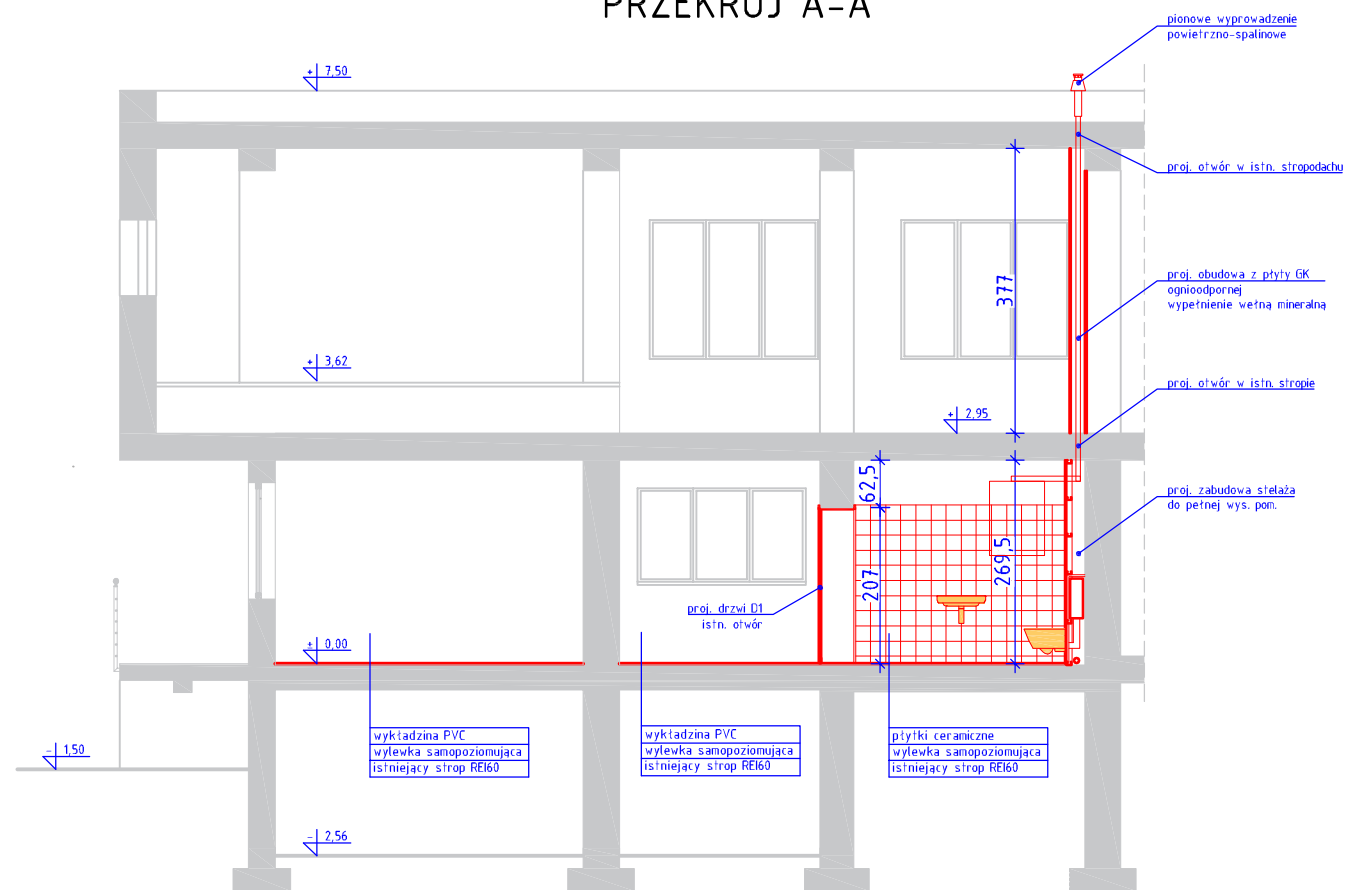 PRZEKRÓJ A-A
pionowe wyprowadzenie
powietrzno-spalinowe
+ 7,50
proj. otwór w istn. stropodachu
377
proj. obudowa z płyty GK
ognioodpornej
wypełnienie wełną mineralną
+ 3,62
proj. otwór w istn. stropie
+ 2,95
62,5
proj. zabudowa stelaża
do pełnej wys. pom.
269,5
207
proj. drzwi D1
istn. otwór
± 0,00
wykładzina PVC
wylewka samopoziomująca
istniejący strop REI60
wykładzina PVC
wylewka samopoziomująca
istniejący strop REI60
płytki ceramiczne
wylewka samopoziomująca
istniejący strop REI60
- 1,50
- 2,56